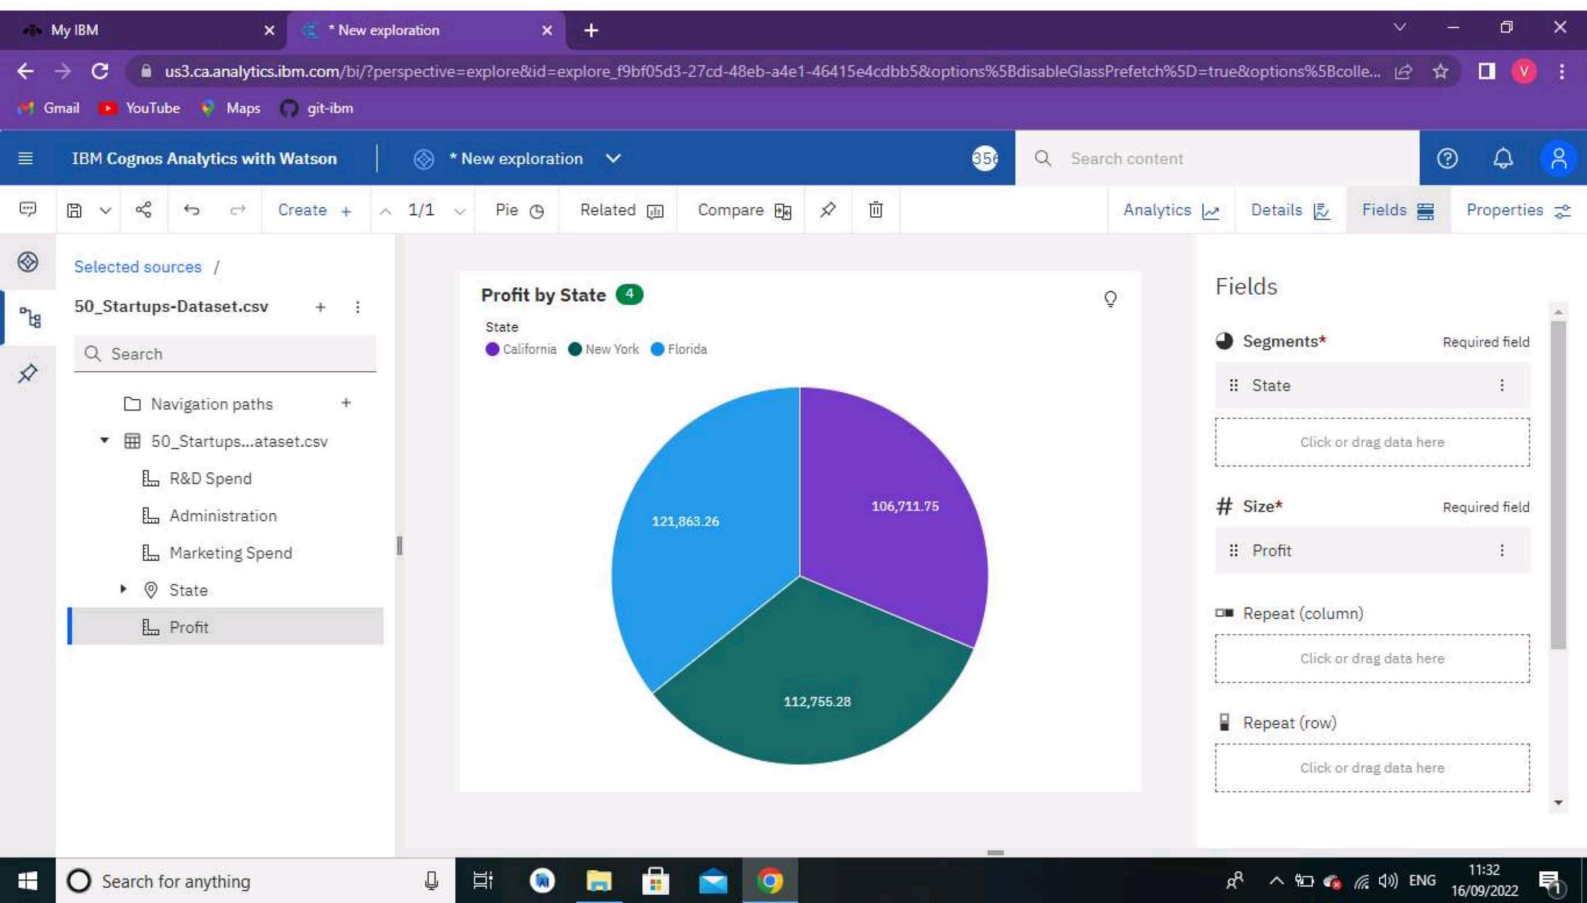 My IBM
* New exploration
us3.ca.analytics.ibm.com/bi/?perspective=explore&id=explore_f9bf05d3-27cd-48eb-a4e1-46415e4cdbb5&options%5BdisableGlassPrefetch%5D=true&options%5Bcolle...
V
Gmail YouTube Maps git-ibm
IBM Cognos Analytics with Watson
* New exploration
Search content
Create + 1/1 Pie Related Compare Analytics Details Fields Properties
Selected sources /
50_Startups-Dataset.csv
Search
Navigation paths
50_Startups...ataset.csv
R&D Spend
Administration
Marketing Spend
State
Profit
Profit by State 4
State
California New York Florida
121,863.26
106,711.75
112,755.28
Fields
Segments* Required field
State
Click or drag data here
# Size* Required field
Profit
Repeat (column)
Click or drag data here
Repeat (row)
Click or drag data here
Search for anything
ENG
11:32
16/09/2022
1